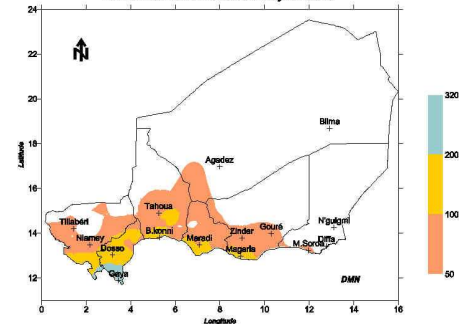 24
22
20
18
16
14
12
Latitude
0
2
4
6
8
10
12
14
16
Longitude
N
Bilma
Agadez
Tahoua
Tillabéri
N'guigmi
Niamey
B.konni
Maradi
Zinder
Gouré
Diffa
Dosso
Magaria
M.Soroa
Gaya
DMN
320
200
100
50